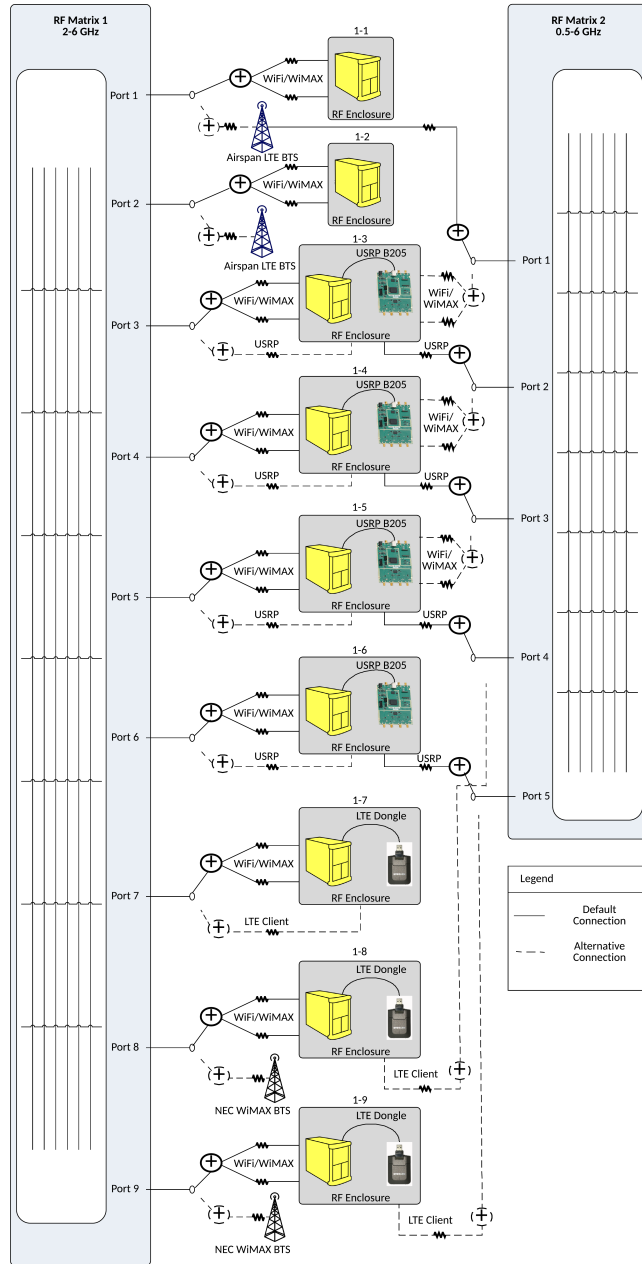 RF Matrix 1
2-6 GHz
RF Matrix 2
0.5-6 GHz
1-1
Port 1
WiFi/WiMAX
RF Enclosure
Airspan LTE BTS
1-2
Port 2
WiFi/WiMAX
RF Enclosure
Airspan LTE BTS
1-3
USRP B205
Port 1
WiFi/WiMAX
WiFi/
WiMAX
Port 3
RF Enclosure
USRP
USRP
1-4
Port 2
USRP B205
WiFi/WiMAX
WiFi/
WiMAX
Port 4
RF Enclosure
USRP
USRP
1-5
Port 3
USRP B205
WiFi/WiMAX
WiFi/
WiMAX
Port 5
RF Enclosure
USRP
USRP
1-6
Port 4
USRP B205
WiFi/WiMAX
Port 6
RF Enclosure
USRP
USRP
1-7
Port 5
LTE Dongle
WiFi/WiMAX
Port 7
RF Enclosure
LTE Client
Legend
Default
Connection
Alternative
Connection
1-8
LTE Dongle
WiFi/WiMAX
Port 8
RF Enclosure
LTE Client
NEC WiMAX BTS
1-9
LTE Dongle
WiFi/WiMAX
Port 9
RF Enclosure
LTE Client
NEC WiMAX BTS